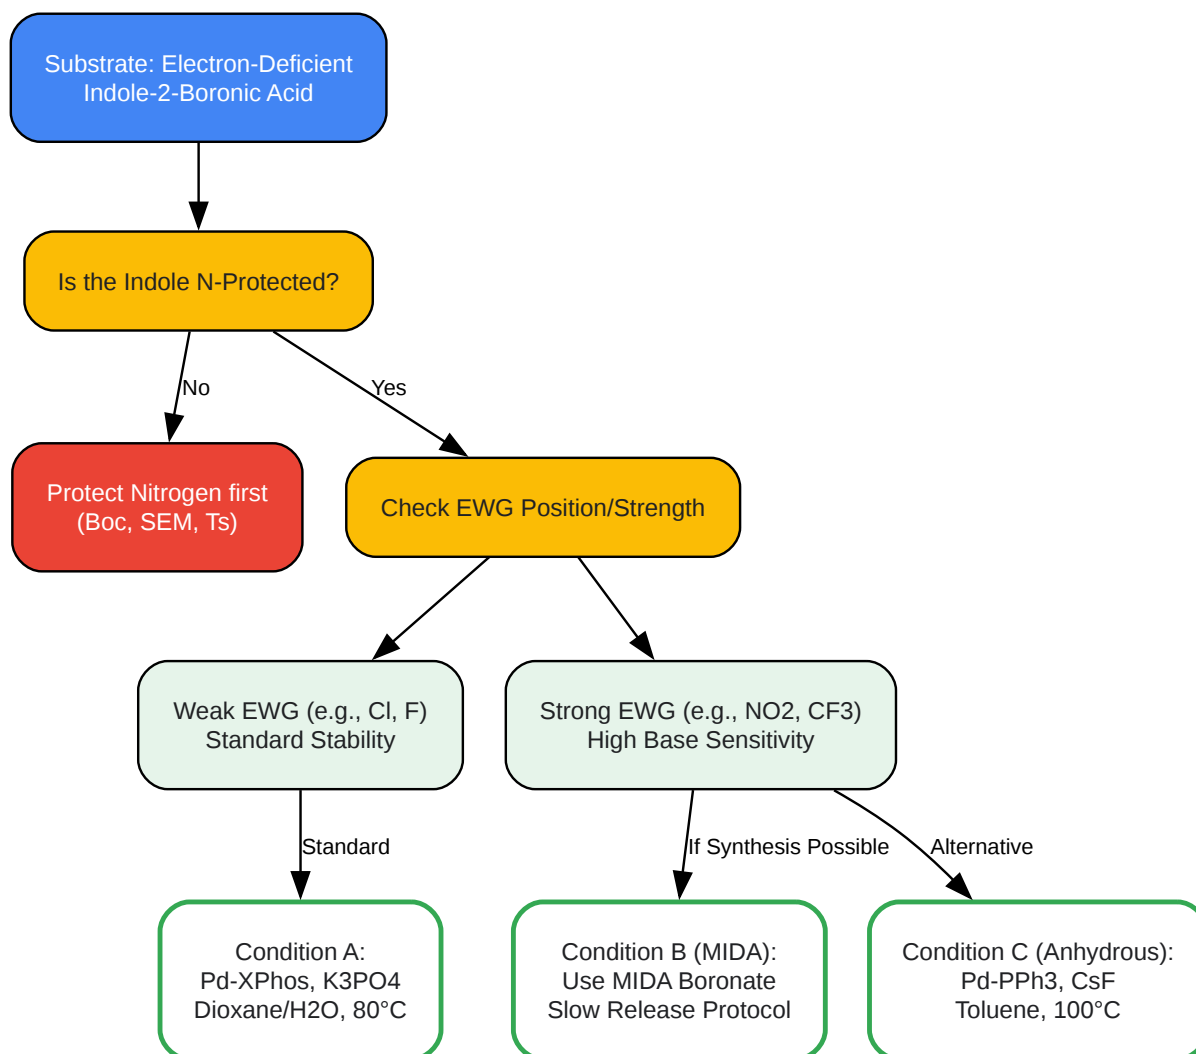 Substrate: Electron-Deficient
Indole-2-Boronic Acid
Is the Indole N-Protected?
No
Yes
Protect Nitrogen first
(Boc, SEM, Ts)
Check EWG Position/Strength
Weak EWG (e.g., Cl, F)
Standard Stability
Strong EWG (e.g., NO2, CF3)
High Base Sensitivity
Standard
If Synthesis Possible
Alternative
Condition A:
Pd-XPhos, K3PO4
Dioxane/H2O, 80°C
Condition B (MIDA):
Use MIDA Boronate
Slow Release Protocol
Condition C (Anhydrous):
Pd-PPh3, CsF
Toluene, 100°C